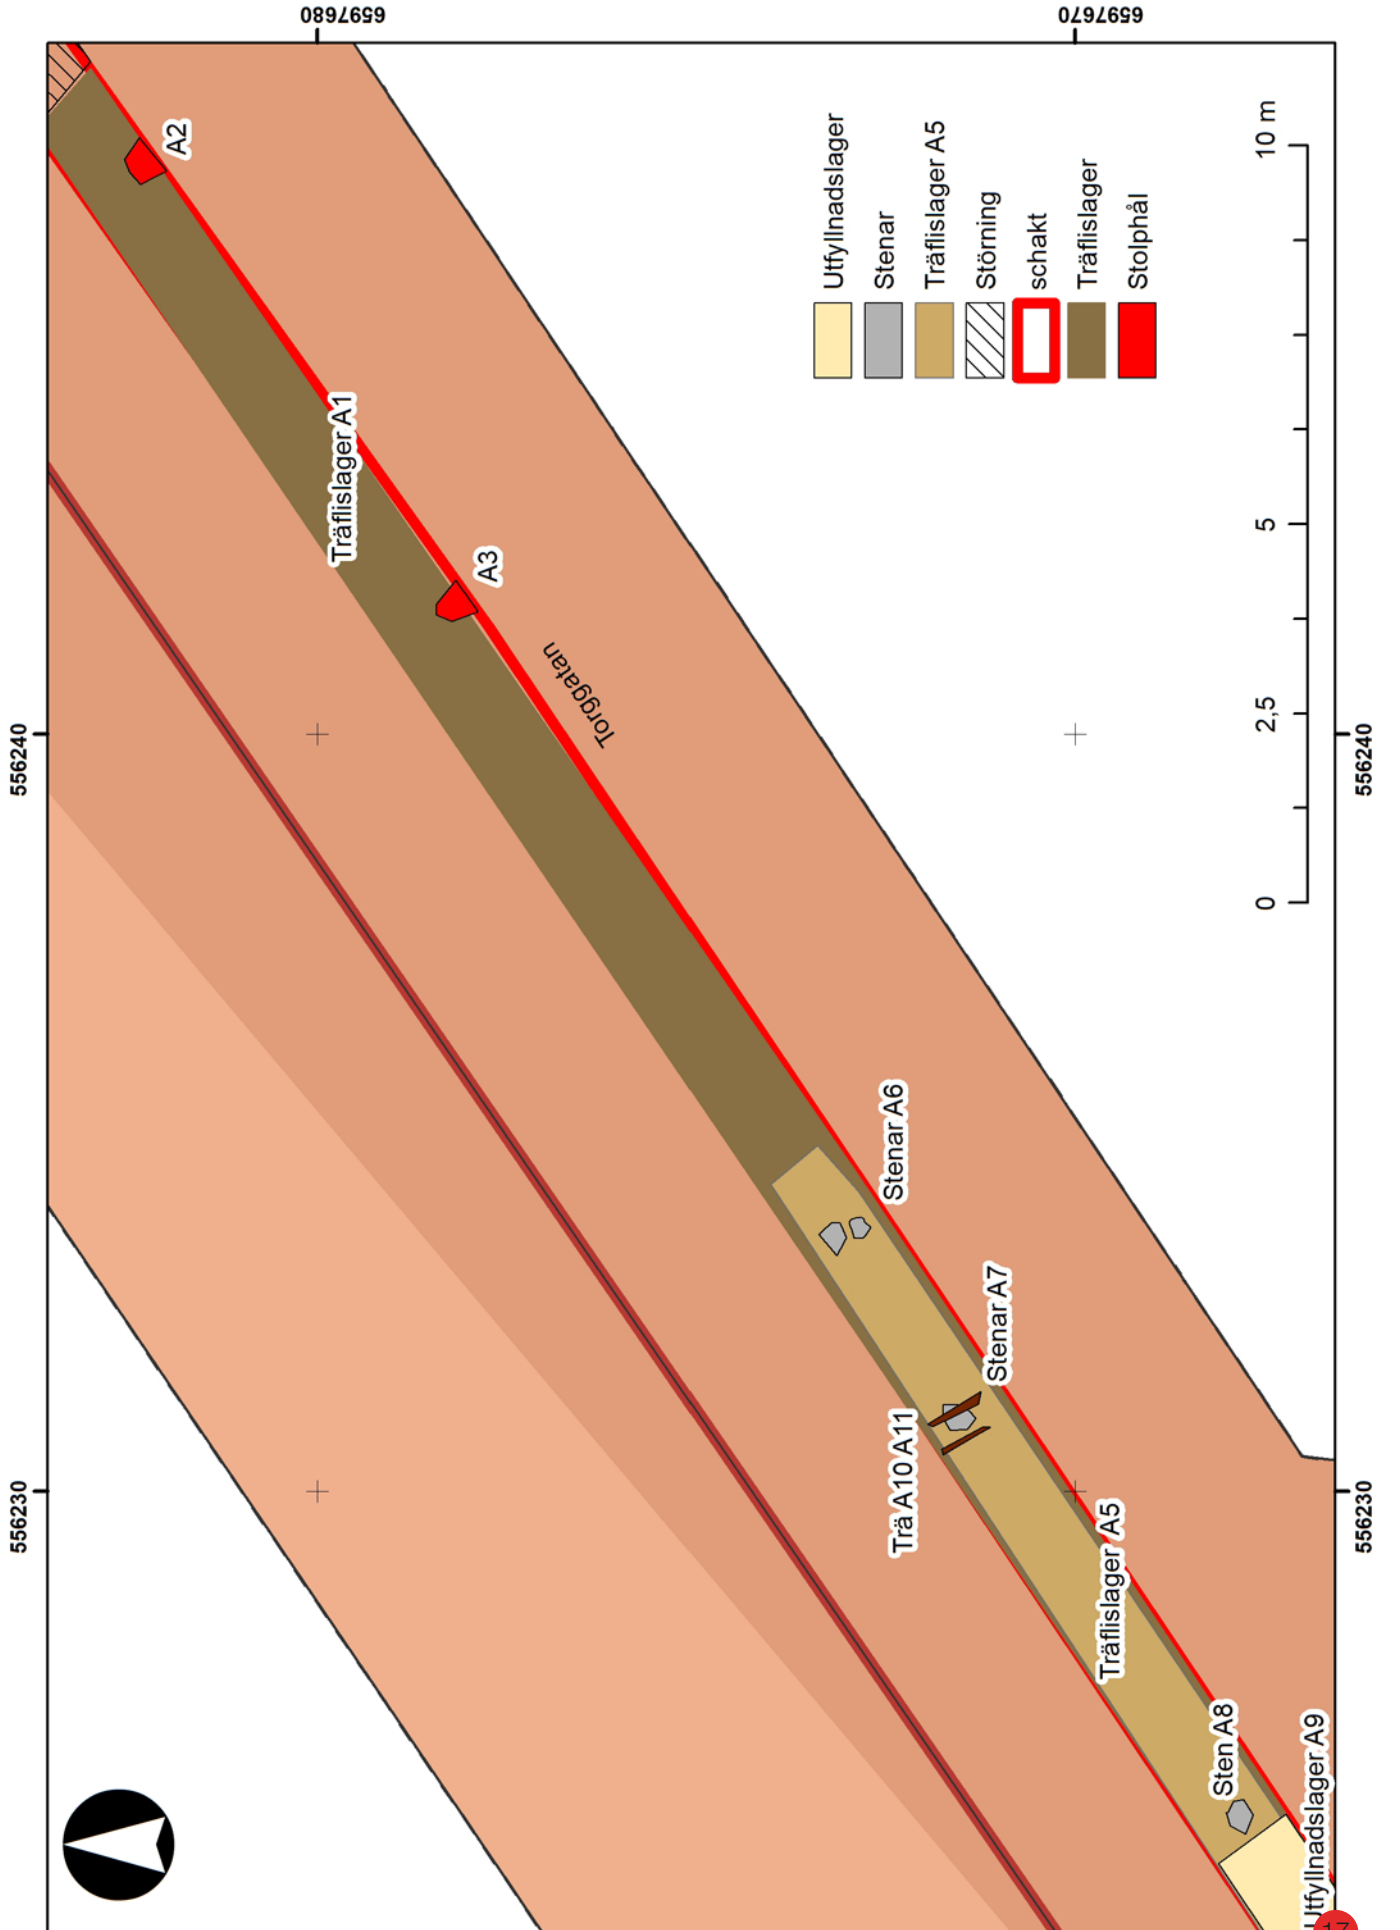 556230
556240
6597680
6597670
A2
Träflislager A1
A3
Torggatan
Stenar A6
Stenar A7
Trä A10 A11
Träflislager A5
Sten A8
Utfyllnadslager A9
Utfyllnadslager
Stenar
Träflislager A5
Störning
schakt
Träflislager
Stolphål
0 2,5 5 10 m
556230
556240
17